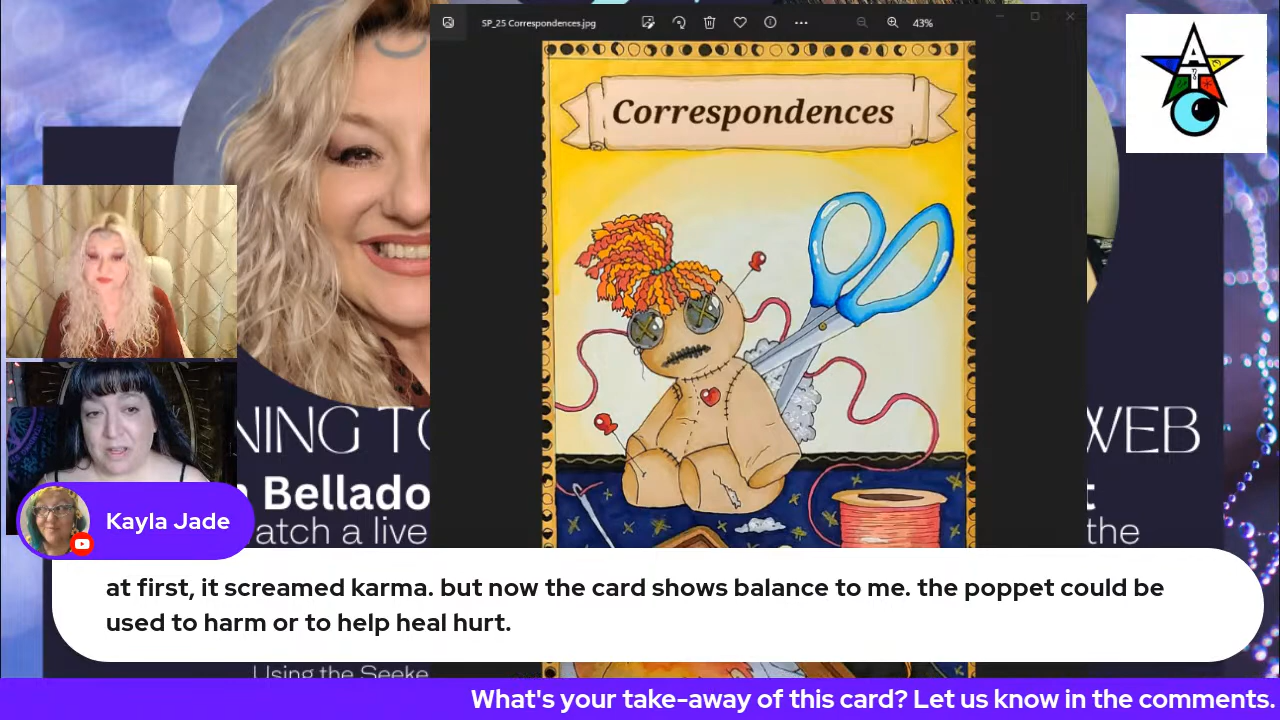 SP_25 Correspondences.jpg
43%
Correspondences
A
NING TO
WEB
Bellado
t
atch a live
the
Kayla Jade
at first, it screamed karma. but now the card shows balance to me. the poppet could be
used to harm or to help heal hurt.
Using the Seeke
What's your take-away of this card? Let us know in the comments.